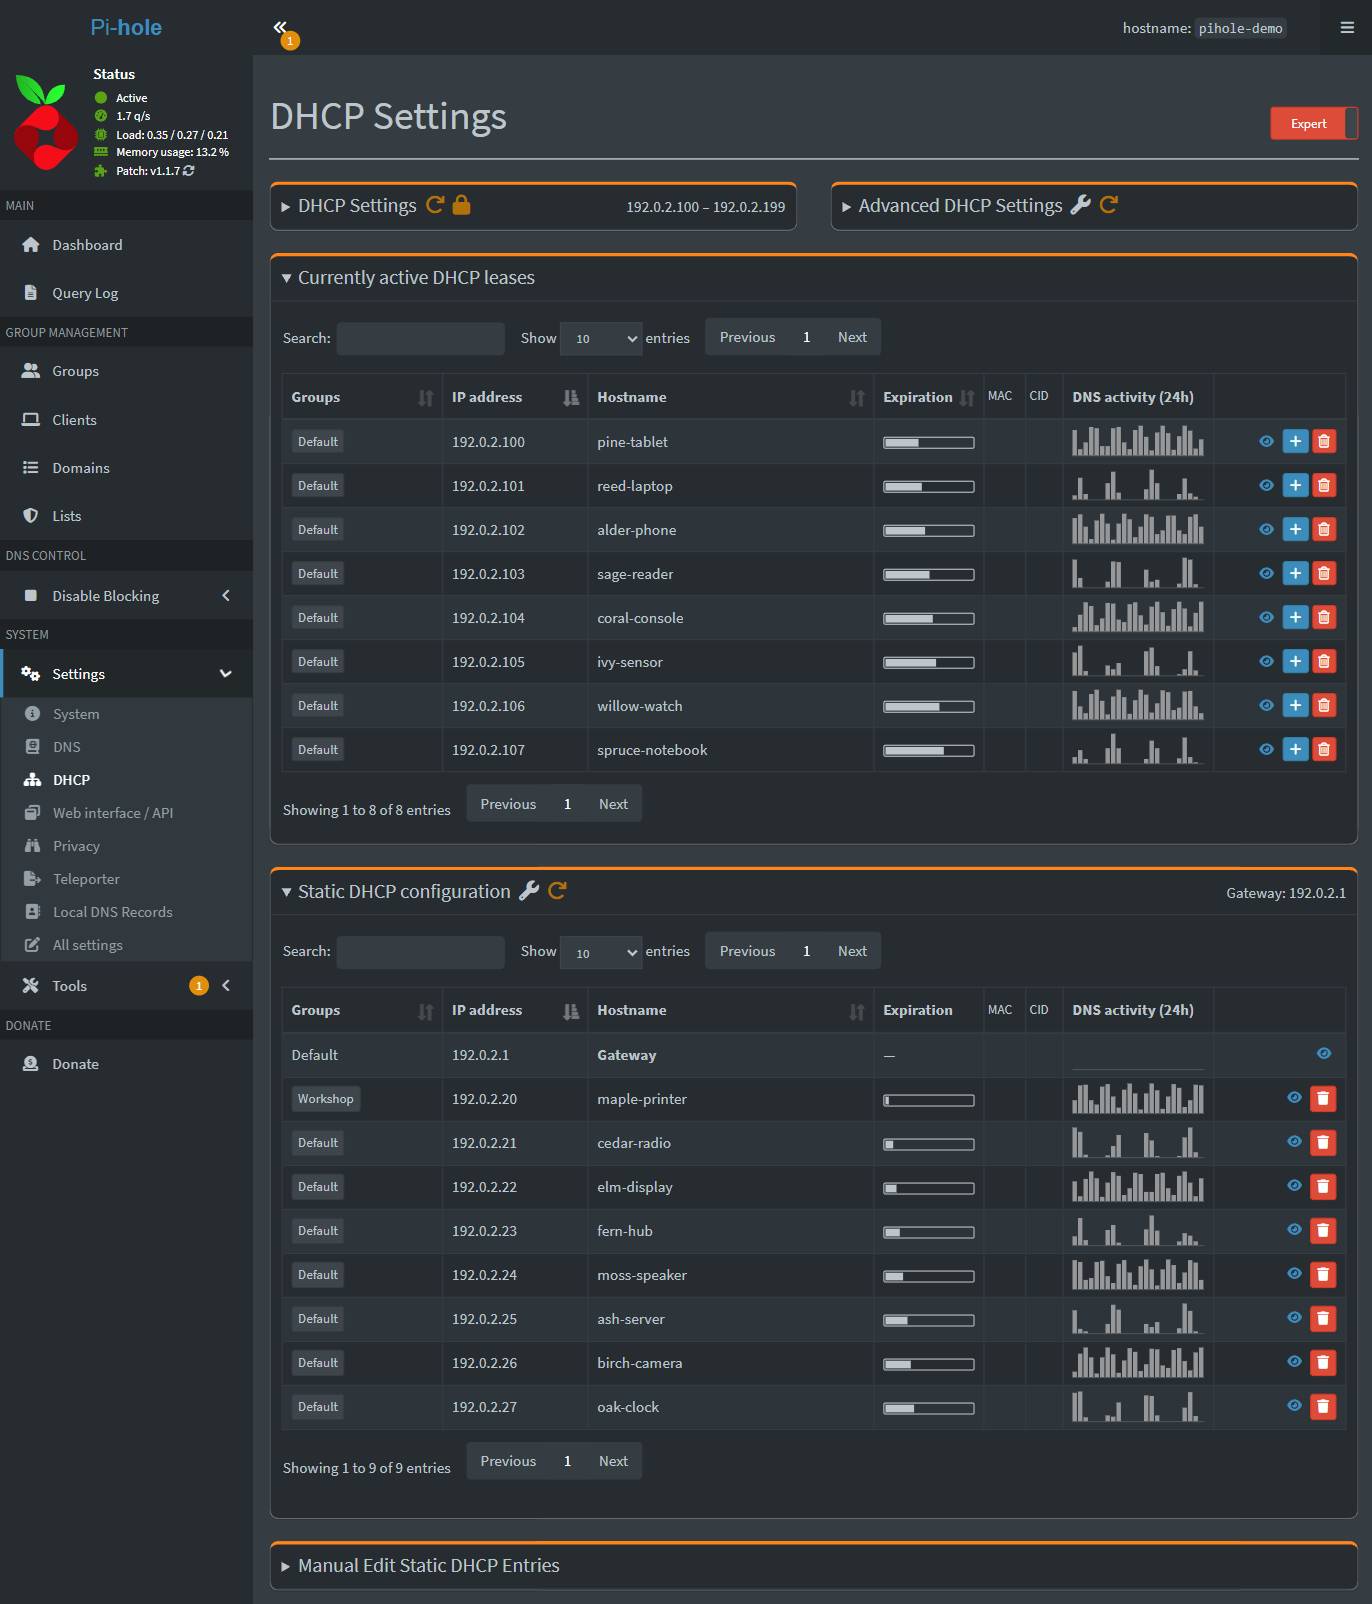 Pi-hole
1
hostname: pihole-demo
Status
Active
1.7 q/s
Load: 0.35 / 0.27 / 0.21
Memory usage: 13.2 %
Patch: v1.1.7
MAIN
Dashboard
Query Log
GROUP MANAGEMENT
Groups
Clients
Domains
Lists
DNS CONTROL
Disable Blocking
SYSTEM
Settings
System
DNS
DHCP
Web interface / API
Privacy
Teleporter
Local DNS Records
All settings
Tools 1
DONATE
Donate
DHCP Settings
Expert
DHCP Settings 192.0.2.100 – 192.0.2.199
Advanced DHCP Settings
Currently active DHCP leases
Search: Show 10 entries Previous 1 Next
Groups IP address Hostname Expiration MAC CID DNS activity (24h)
Default 192.0.2.100 pine-tablet
Default 192.0.2.101 reed-laptop
Default 192.0.2.102 alder-phone
Default 192.0.2.103 sage-reader
Default 192.0.2.104 coral-console
Default 192.0.2.105 ivy-sensor
Default 192.0.2.106 willow-watch
Default 192.0.2.107 spruce-notebook
Showing 1 to 8 of 8 entries Previous 1 Next
Static DHCP configuration Gateway: 192.0.2.1
Search: Show 10 entries Previous 1 Next
Groups IP address Hostname Expiration MAC CID DNS activity (24h)
Default 192.0.2.1 Gateway —
Workshop 192.0.2.20 maple-printer
Default 192.0.2.21 cedar-radio
Default 192.0.2.22 elm-display
Default 192.0.2.23 fern-hub
Default 192.0.2.24 moss-speaker
Default 192.0.2.25 ash-server
Default 192.0.2.26 birch-camera
Default 192.0.2.27 oak-clock
Showing 1 to 9 of 9 entries Previous 1 Next
Manual Edit Static DHCP Entries